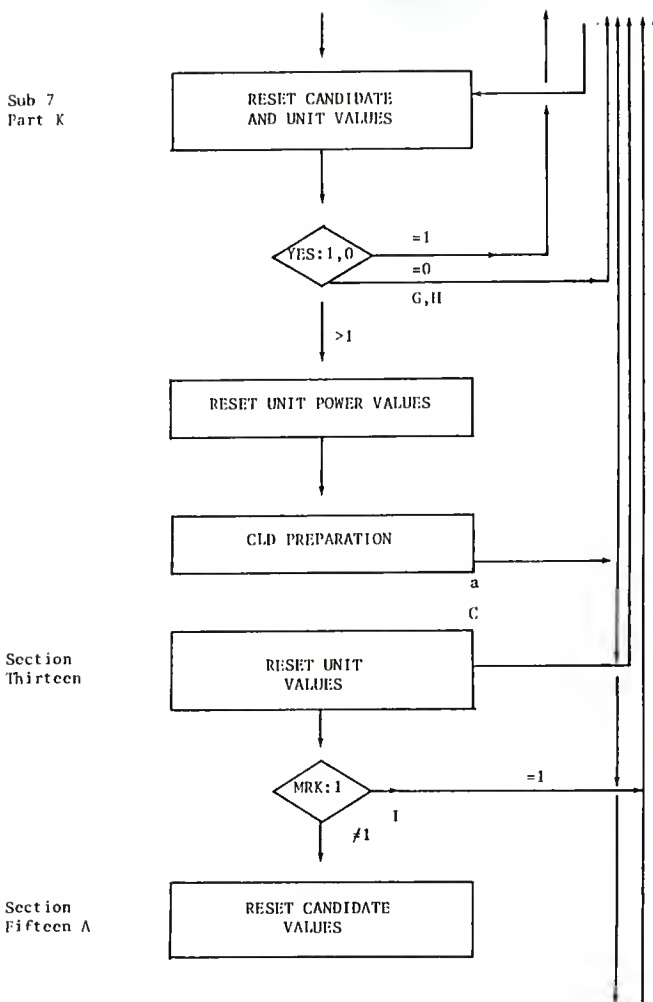 Sub 7
Part K
RESET CANDIDATE
AND UNIT VALUES
YES:1,0
=1
=0
G,H
>1
RESET UNIT POWER VALUES
CLD PREPARATION
a
C
Section
Thirteen
RESET UNIT
VALUES
MRK:1
=1
I
≠1
Section
Fifteen A
RESET CANDIDATE
VALUES